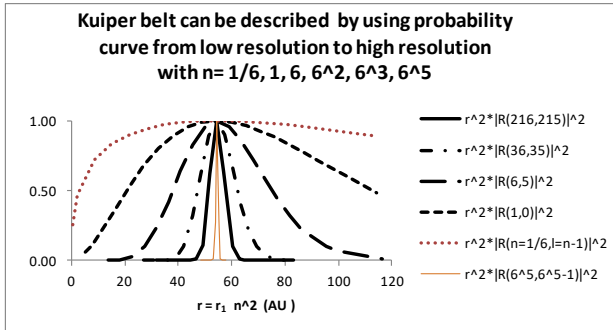 Kuiper belt can be described by using probability
curve from low resolution to high resolution
with n= 1/6, 1, 6, 6^2, 6^3, 6^5
1.00
0.50
0.00
0 20 40 60 80 100 120
r = r₁ n^2 (AU )
r^2*|R(216,215)|^2
r^2*|R(36,35)|^2
r^2*|R(6,5)|^2
r^2*|R(1,0)|^2
r^2*|R(n=1/6,l=n-1)|^2
r^2*|R(6^5,6^5-1)|^2